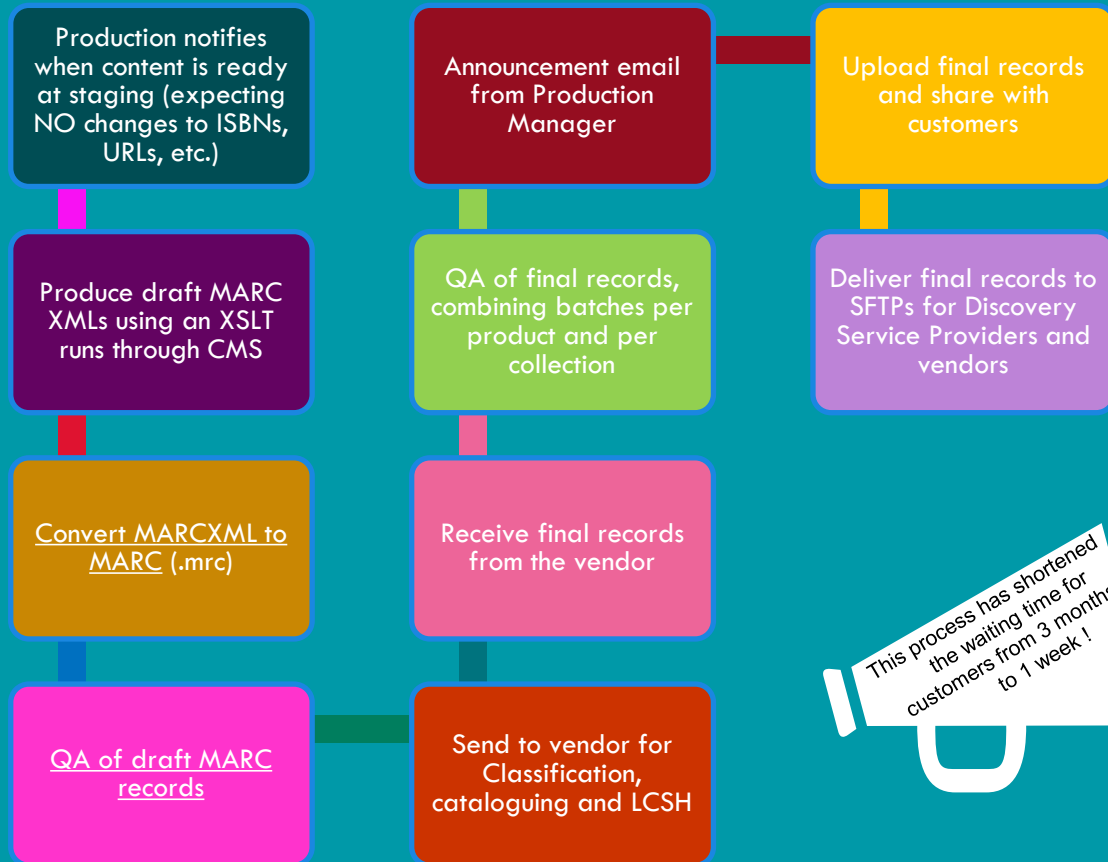 Production notifies
when content is ready
at staging (expecting
NO changes to ISBNs,
URLs, etc.)
Produce draft MARC
XMLs using an XSLT
runs through CMS
Convert MARCXML to
MARC (.mrc)
QA of draft MARC
records
Send to vendor for
Classification,
cataloguing and LCSH
Receive final records
from the vendor
QA of final records,
combining batches per
product and per
collection
Announcement email
from Production
Manager
Upload final records
and share with
customers
Deliver final records to
SFTPs for Discovery
Service Providers and
vendors
This process has shortened
the waiting time for
customers from 3 months
to 1 week !